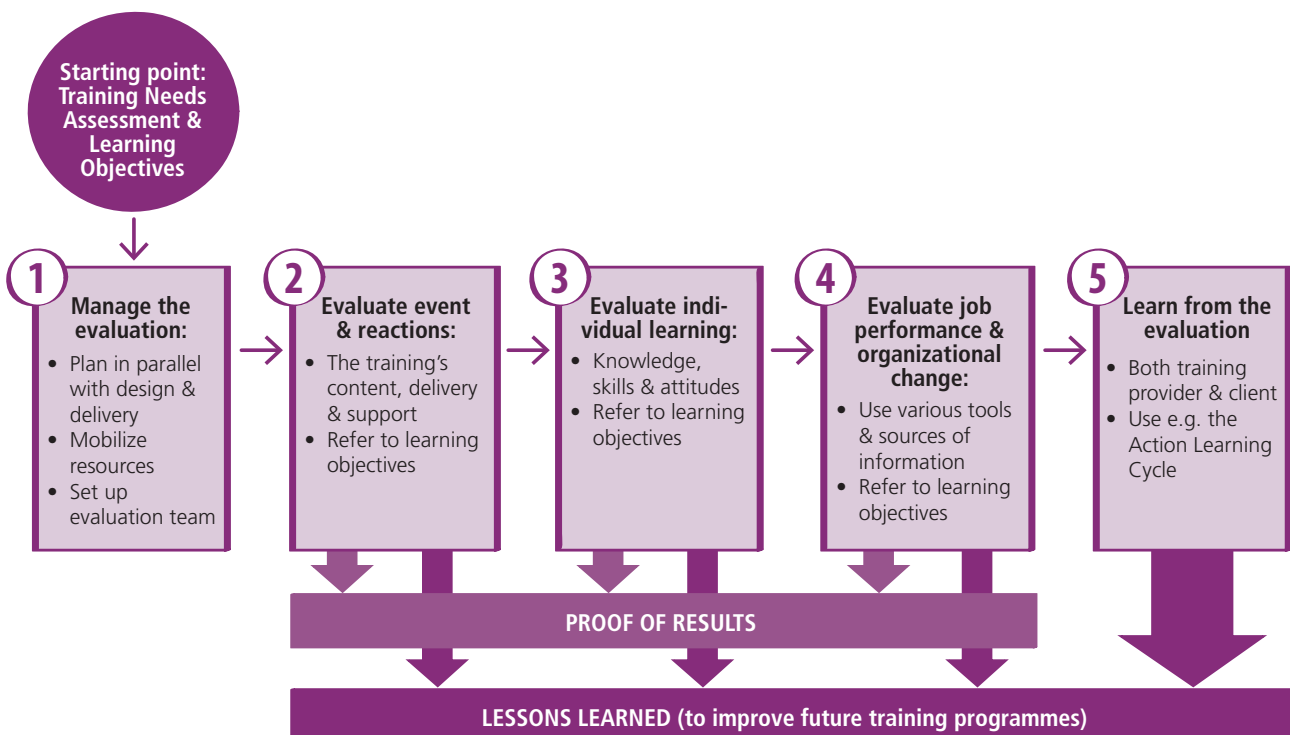 Starting point:
Training Needs
Assessment &
Learning
Objectives
1
Manage the
evaluation:
• Plan in parallel
with design &
delivery
• Mobilize
resources
• Set up
evaluation team
2
Evaluate event
& reactions:
• The training's
content, delivery
& support
• Refer to learning
objectives
3
Evaluate indi-
vidual learning:
• Knowledge,
skills & attitudes
• Refer to learning
objectives
4
Evaluate job
performance &
organizational
change:
• Use various tools
& sources of
information
• Refer to learning
objectives
5
Learn from the
evaluation
• Both training
provider & client
• Use e.g. the
Action Learning
Cycle
PROOF OF RESULTS
LESSONS LEARNED (to improve future training programmes)